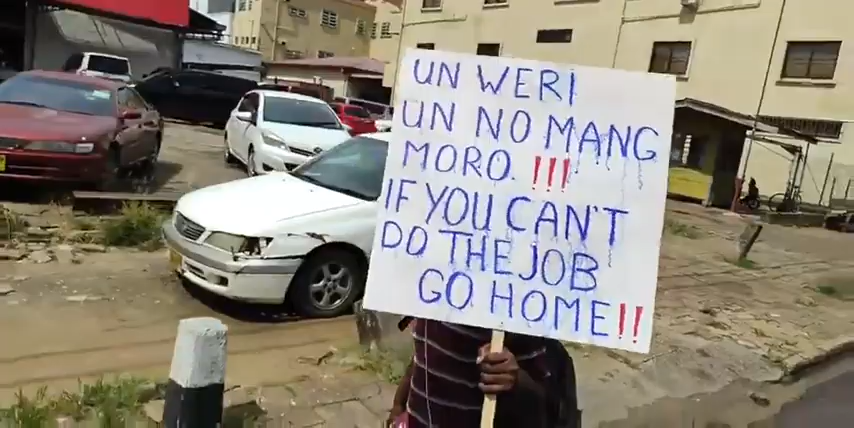 UN WERI
UN NO MANG
MORO. !!!
IF YOU CAN'T
DO THE JOB
GO HOME!!